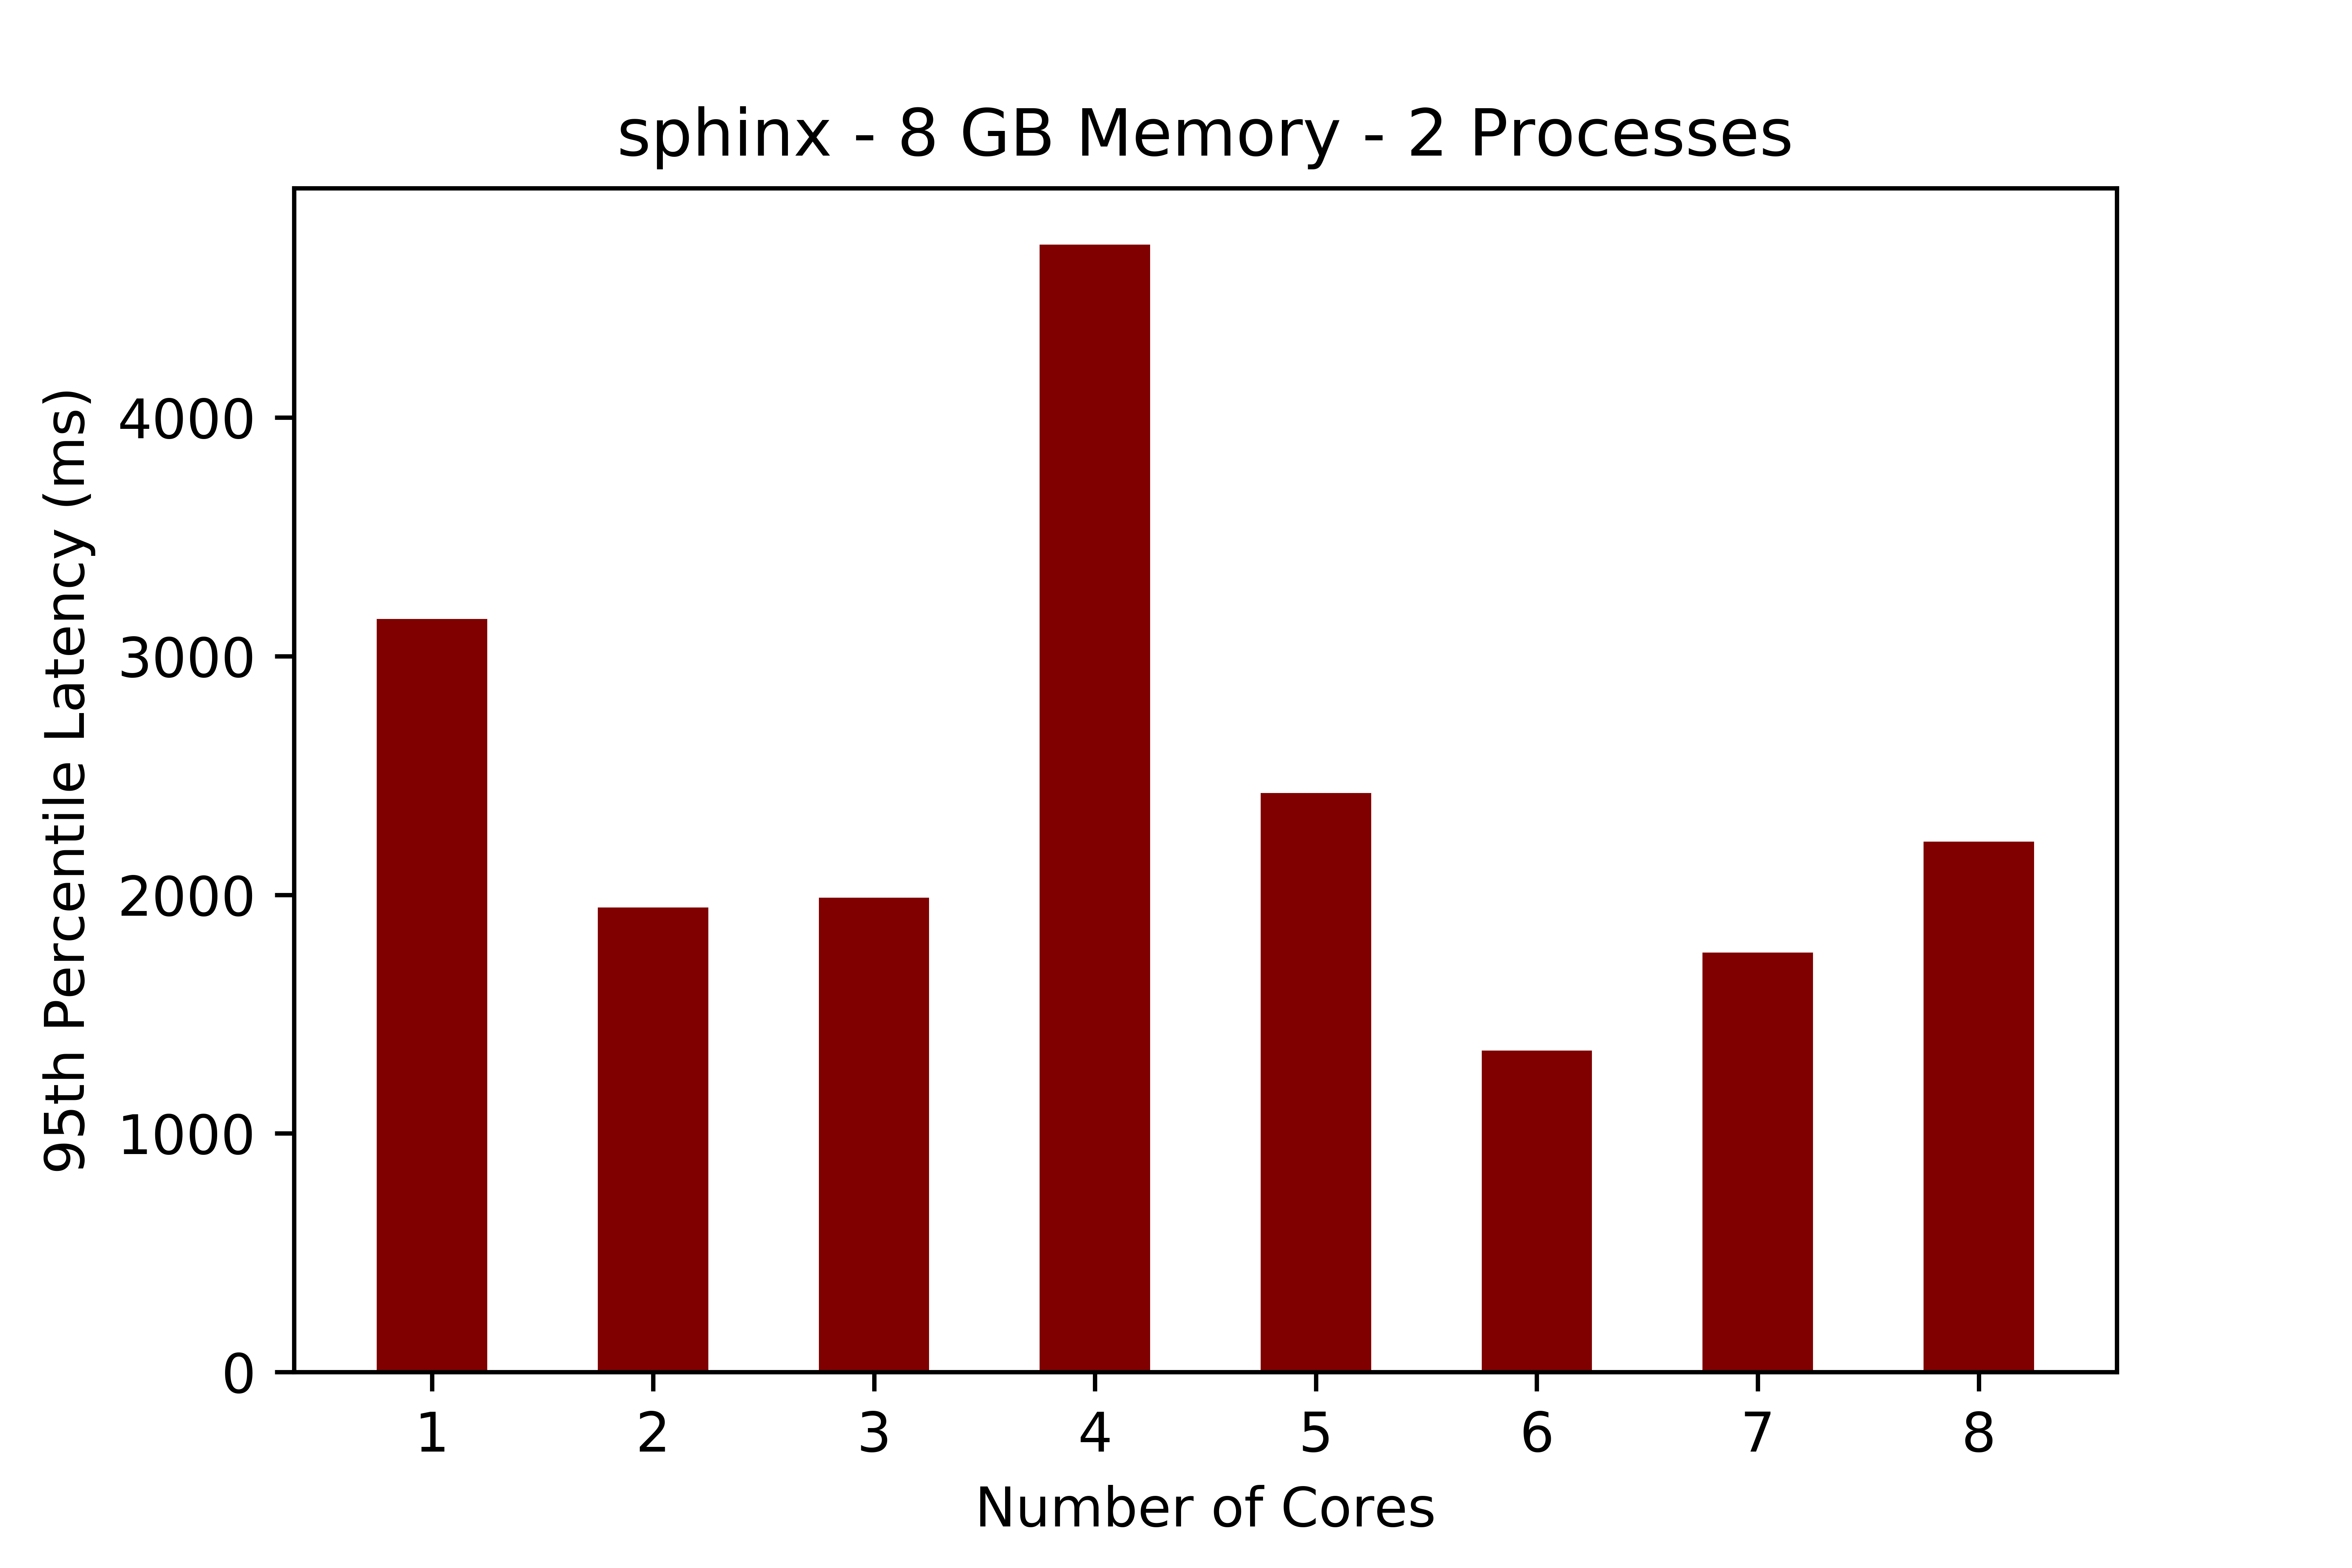 sphinx - 8 GB Memory - 2 Processes
95th Percentile Latency (ms)
4000
3000
2000
1000
0
1 2 3 4 5 6 7 8
Number of Cores